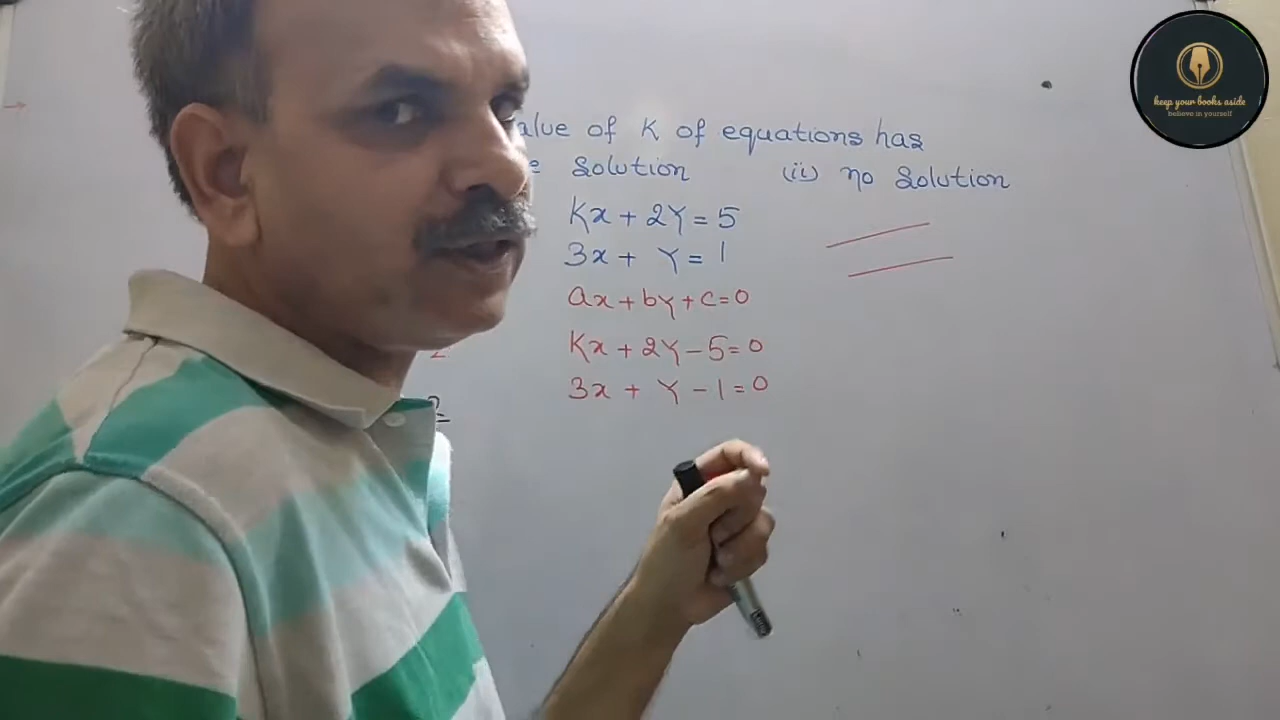 of K of equations has
solution (ii) no solution
Kx + 2Y = 5
3x + Y = 1
ax + by + c = 0
Kx + 2Y - 5 = 0
3x + Y - 1 = 0
keep your books aside
believe in yourself